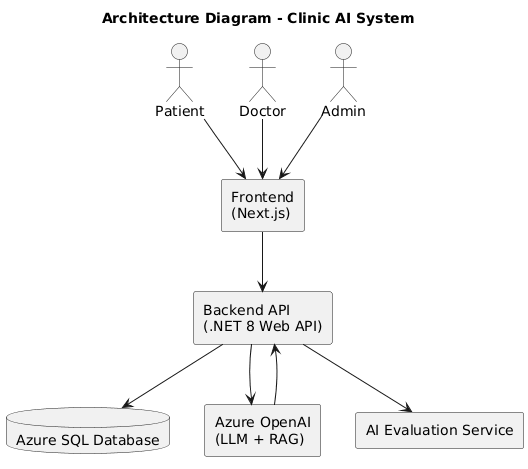 Architecture Diagram - Clinic AI System
Patient
Doctor
Admin
Frontend
(Next.js)
Backend API
(.NET 8 Web API)
Azure SQL Database
Azure OpenAI
(LLM + RAG)
AI Evaluation Service